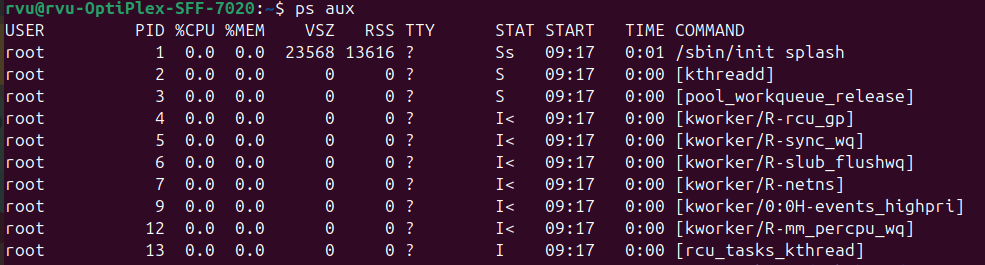 rvu@rvu-OptiPlex-SFF-7020:~$ ps aux
USER         PID %CPU %MEM    VSZ   RSS TTY      STAT START   TIME COMMAND
root           1  0.0  0.0  23568 13616 ?        Ss   09:17   0:01 /sbin/init splash
root           2  0.0  0.0      0     0 ?        S    09:17   0:00 [kthreadd]
root           3  0.0  0.0      0     0 ?        S    09:17   0:00 [pool_workqueue_release]
root           4  0.0  0.0      0     0 ?        I<   09:17   0:00 [kworker/R-rcu_gp]
root           5  0.0  0.0      0     0 ?        I<   09:17   0:00 [kworker/R-sync_wq]
root           6  0.0  0.0      0     0 ?        I<   09:17   0:00 [kworker/R-slub_flushwq]
root           7  0.0  0.0      0     0 ?        I<   09:17   0:00 [kworker/R-netns]
root           9  0.0  0.0      0     0 ?        I<   09:17   0:00 [kworker/0:0H-events_highpri]
root          12  0.0  0.0      0     0 ?        I<   09:17   0:00 [kworker/R-mm_percpu_wq]
root          13  0.0  0.0      0     0 ?        I    09:17   0:00 [rcu_tasks_kthread]